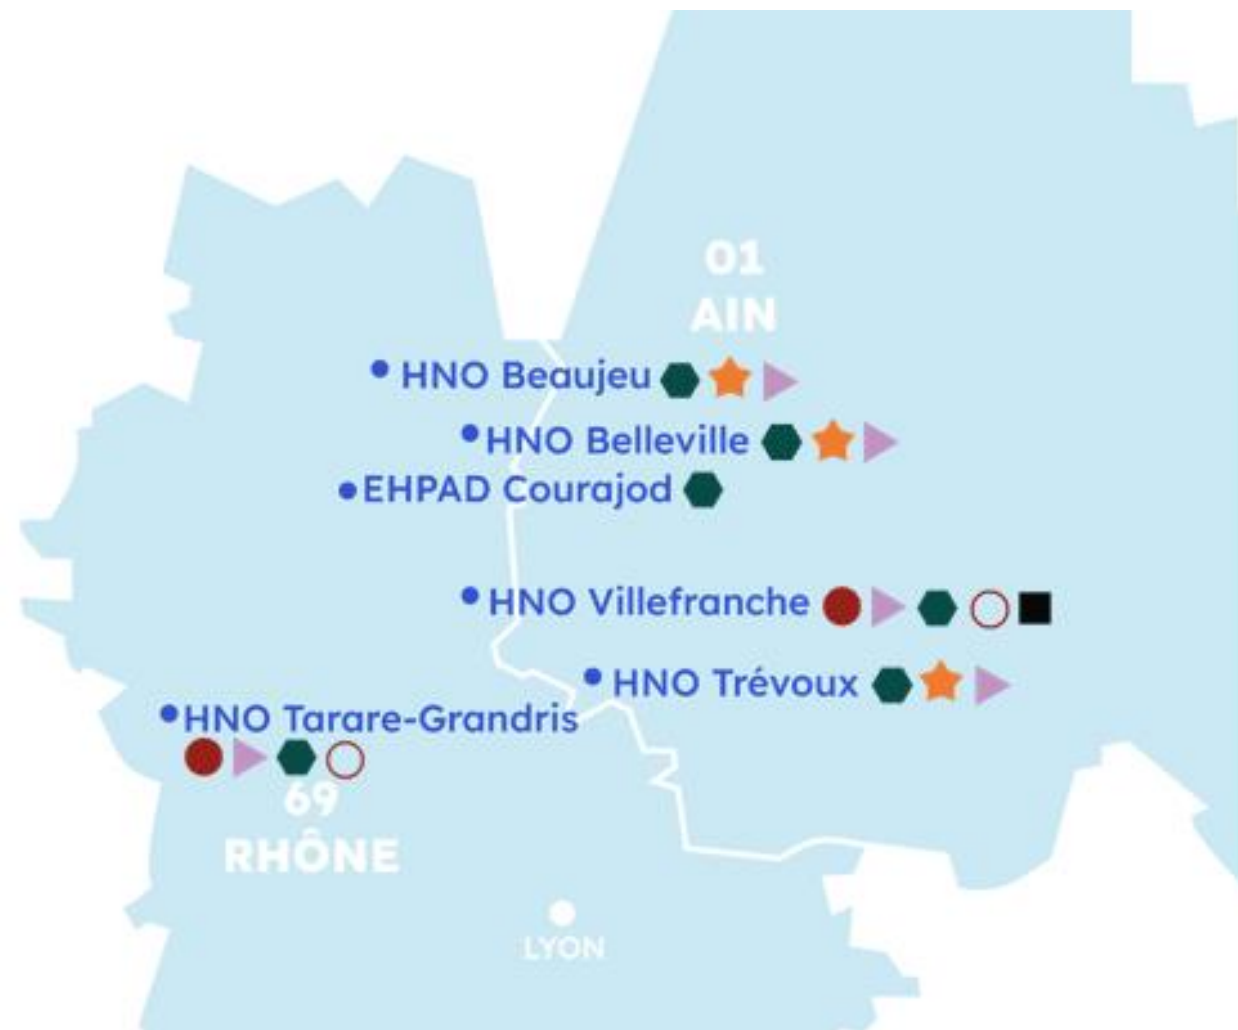 01
AIN
HNO Beaujeu
HNO Belleville
EHPAD Courajod
HNO Villefranche
HNO Trévoux
HNO Tarare-Grandris
69
RHÔNE
LYON